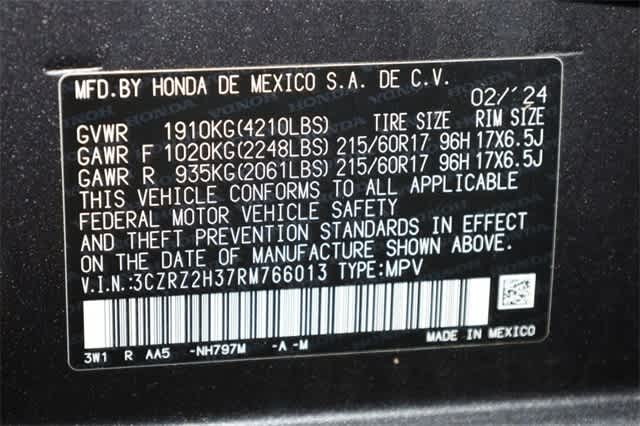 MFD.BY HONDA DE MEXICO S.A. DE C.V.
02/'24
GVWR 1910KG(4210LBS) TIRE SIZE RIM SIZE
GAWR F 1020KG(2248LBS) 215/60R17 96H 17X6.5J
GAWR R 935KG(2061LBS) 215/60R17 96H 17X6.5J
THIS VEHICLE CONFORMS TO ALL APPLICABLE
FEDERAL MOTOR VEHICLE SAFETY
AND THEFT PREVENTION STANDARDS IN EFFECT
ON THE DATE OF MANUFACTURE SHOWN ABOVE.
V.I.N.:3CZRZ2H37RM766013 TYPE:MPV
3W1 R AA5 -NH797M -A -M MADE IN MEXICO